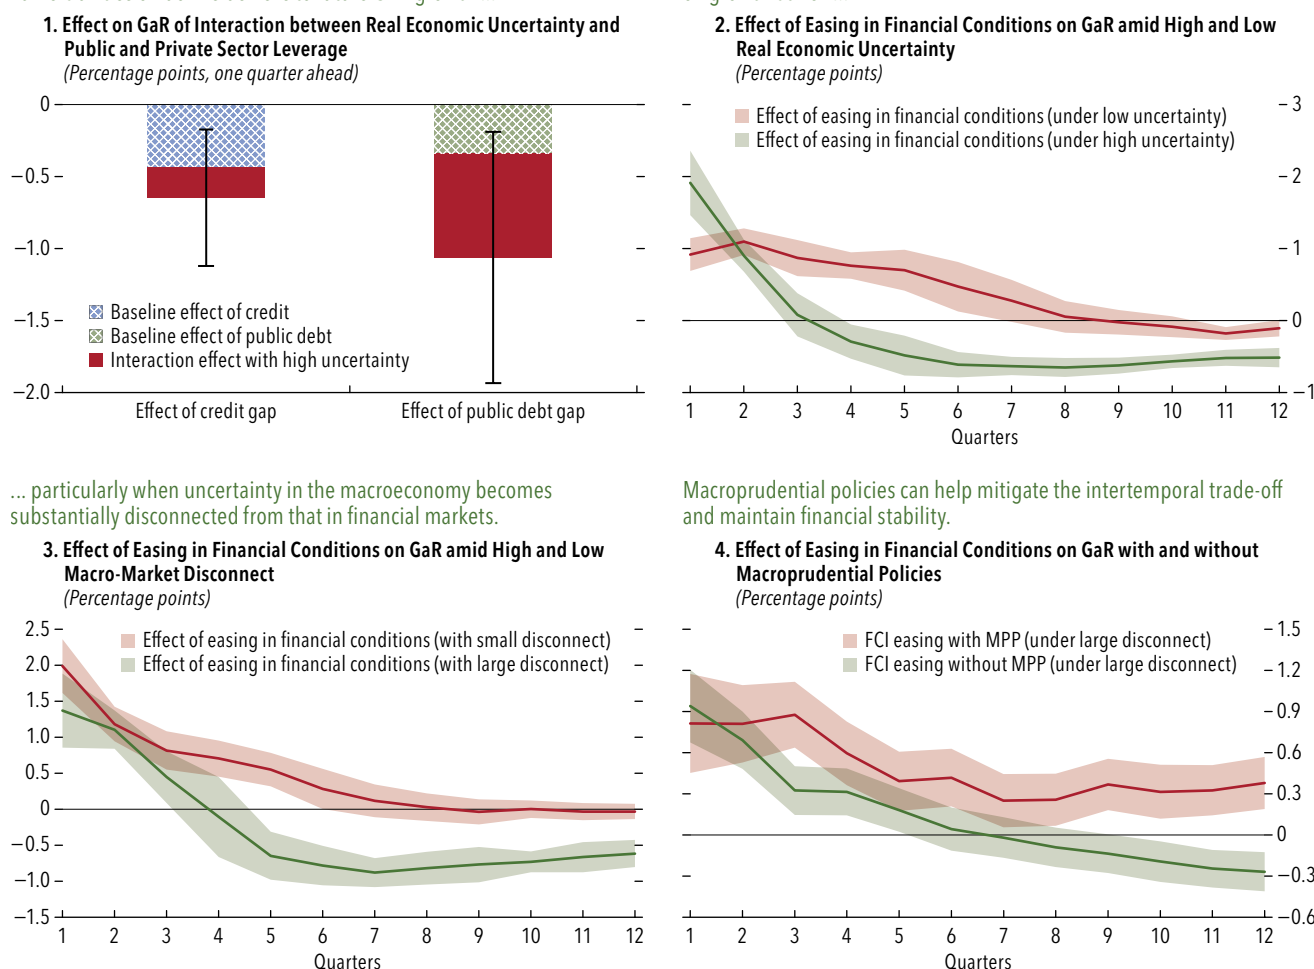 1. Effect on GaR of Interaction between Real Economic Uncertainty and
Public and Private Sector Leverage
(Percentage points, one quarter ahead)
0
−0.5
−1.0
−1.5
−2.0
Baseline effect of credit
Baseline effect of public debt
Interaction effect with high uncertainty
Effect of credit gap
Effect of public debt gap
2. Effect of Easing in Financial Conditions on GaR amid High and Low
Real Economic Uncertainty
(Percentage points)
Effect of easing in financial conditions (under low uncertainty)
Effect of easing in financial conditions (under high uncertainty)
3
2
1
0
−1
1 2 3 4 5 6 7 8 9 10 11 12
Quarters
... particularly when uncertainty in the macroeconomy becomes
substantially disconnected from that in financial markets.
3. Effect of Easing in Financial Conditions on GaR amid High and Low
Macro-Market Disconnect
(Percentage points)
2.5
2.0
1.5
1.0
0.5
0
−0.5
−1.0
−1.5
Effect of easing in financial conditions (with small disconnect)
Effect of easing in financial conditions (with large disconnect)
1 2 3 4 5 6 7 8 9 10 11 12
Quarters
Macroprudential policies can help mitigate the intertemporal trade-off
and maintain financial stability.
4. Effect of Easing in Financial Conditions on GaR with and without
Macroprudential Policies
(Percentage points)
FCI easing with MPP (under large disconnect)
FCI easing without MPP (under large disconnect)
1.5
1.2
0.9
0.6
0.3
0
−0.3
−0.6
1 2 3 4 5 6 7 8 9 10 11 12
Quarters